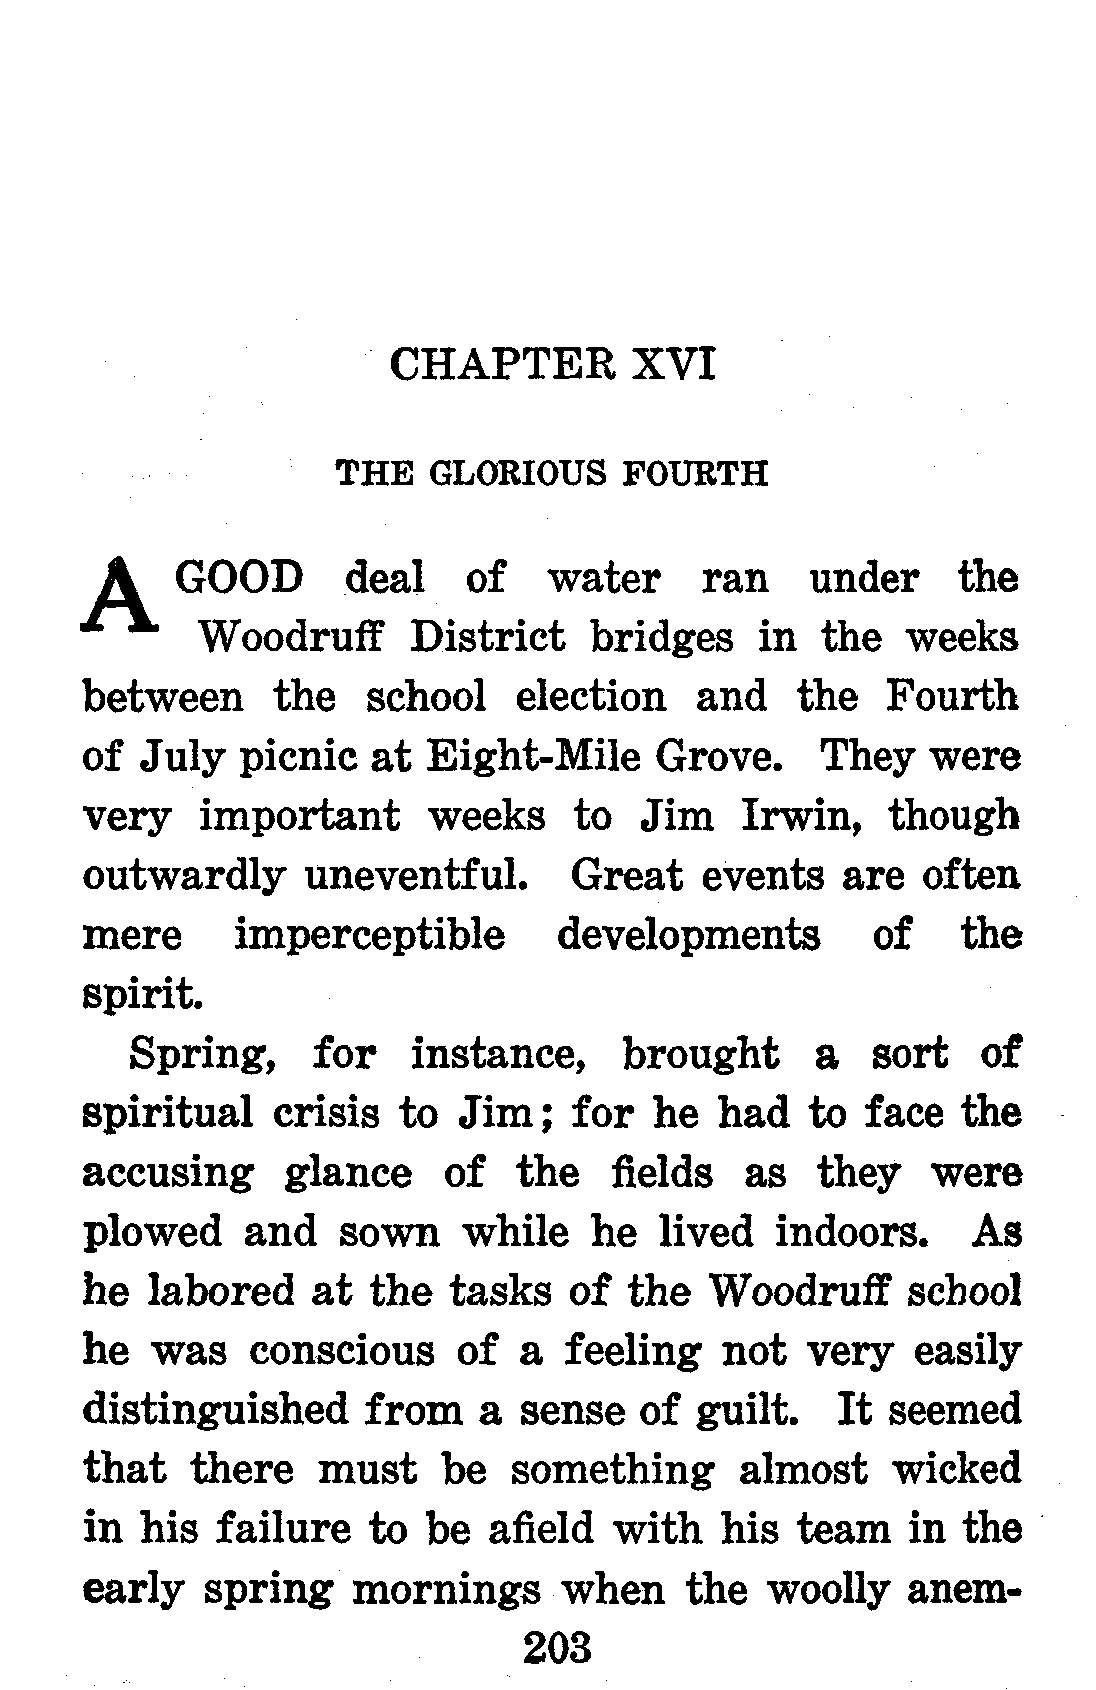 CHAPTER XVI
THE GLORIOUS FOURTH
A GOOD deal of water ran under the
Woodruff District bridges in the weeks
between the school election and the Fourth
of July picnic at Eight-Mile Grove. They were
very important weeks to Jim Irwin, though
outwardly uneventful. Great events are often
mere imperceptible developments of the
spirit.
Spring, for instance, brought a sort of
spiritual crisis to Jim; for he had to face the
accusing glance of the fields as they were
plowed and sown while he lived indoors. As
he labored at the tasks of the Woodruff school
he was conscious of a feeling not very easily
distinguished from a sense of guilt. It seemed
that there must be something almost wicked
in his failure to be afield with his team in the
early spring mornings when the woolly anem-
203